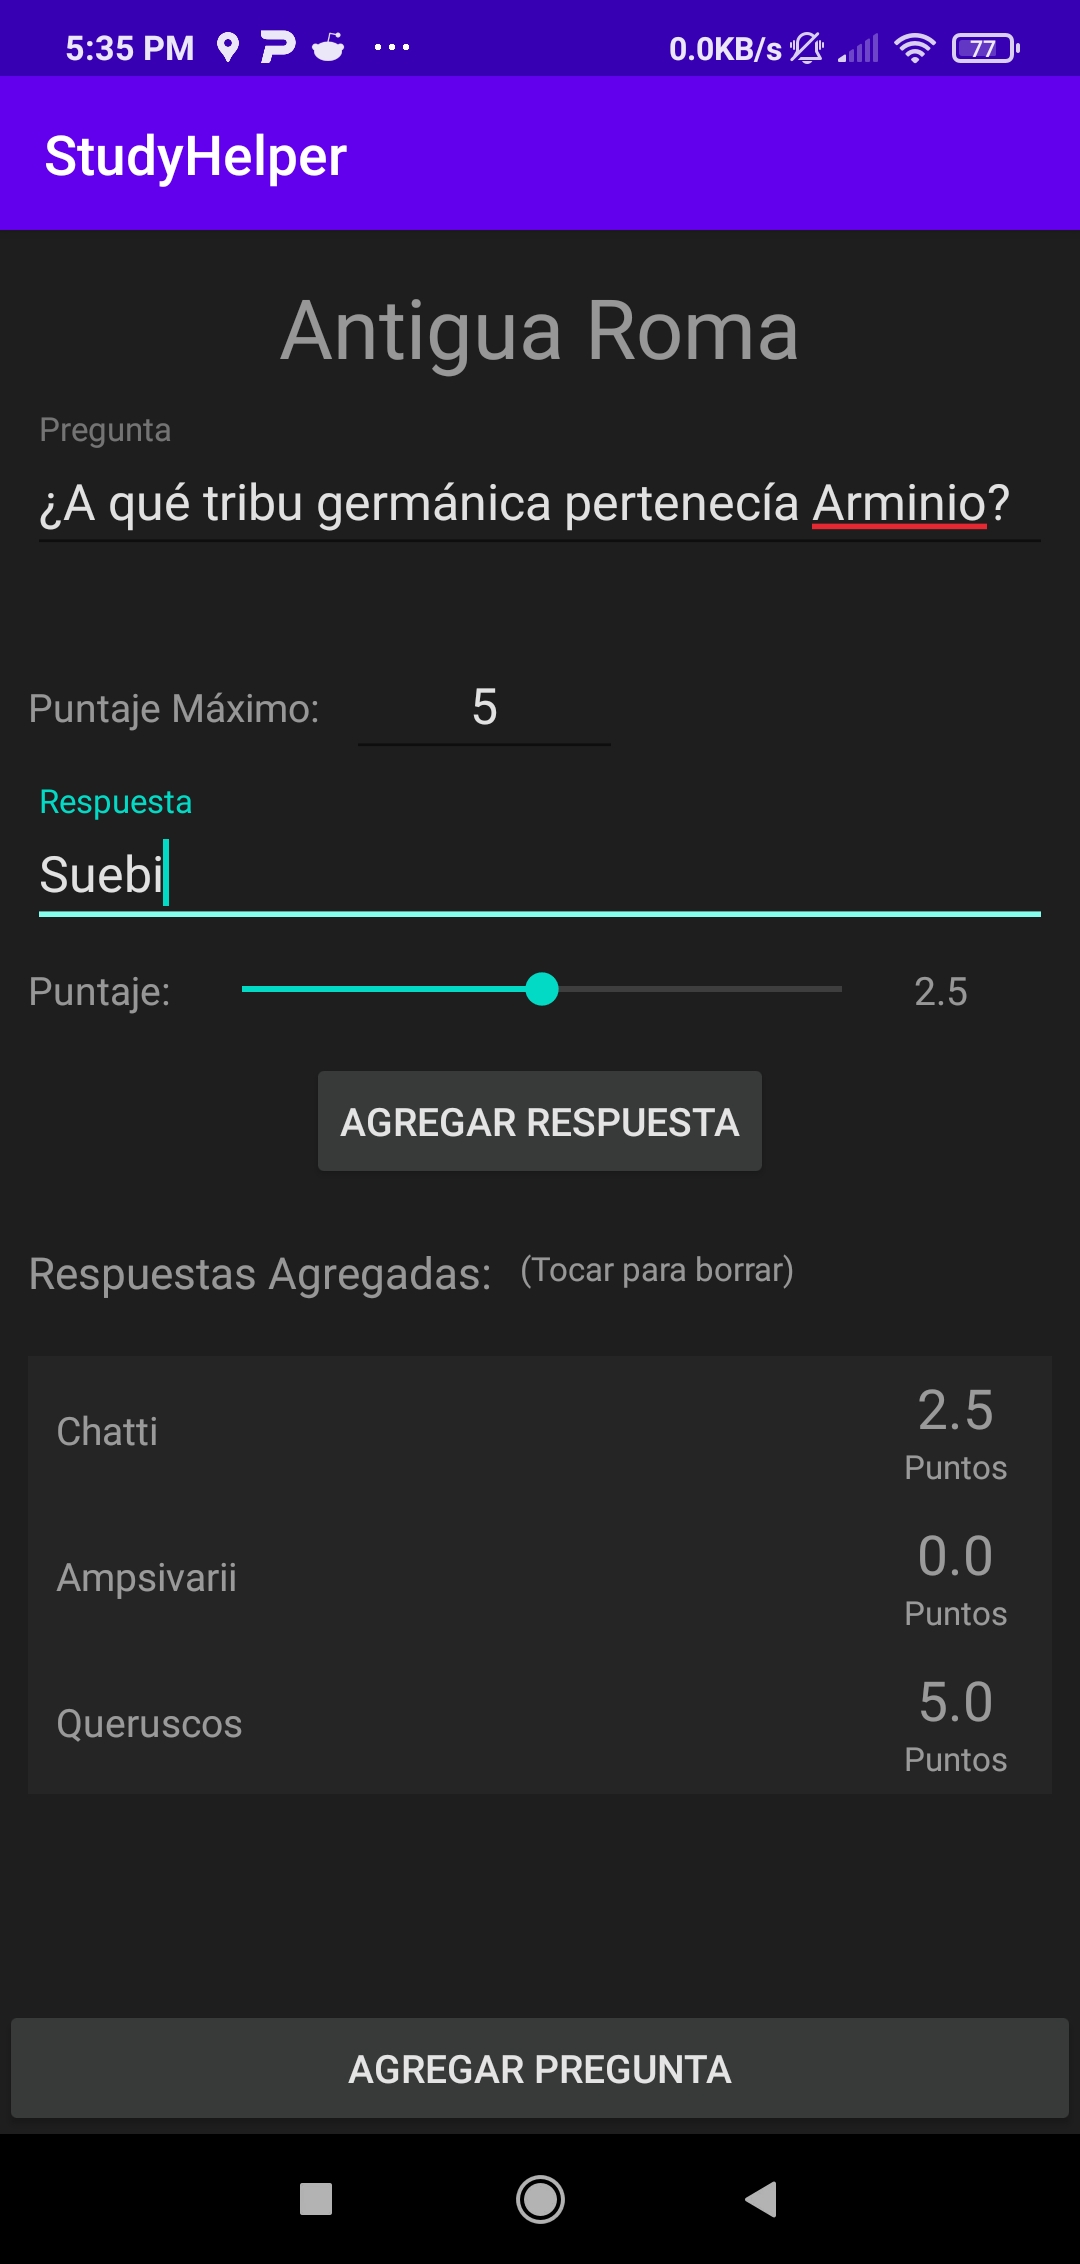 5:35 PM ... 0.0KB/s 77
StudyHelper
Antigua Roma
Pregunta
¿A qué tribu germánica pertenecía Arminio?
Puntaje Máximo: 5
Respuesta
Suebi
Puntaje: 2.5
AGREGAR RESPUESTA
Respuestas Agregadas: (Tocar para borrar)
Chatti 2.5
Puntos
Ampsivarii 0.0
Puntos
Queruscos 5.0
Puntos
AGREGAR PREGUNTA